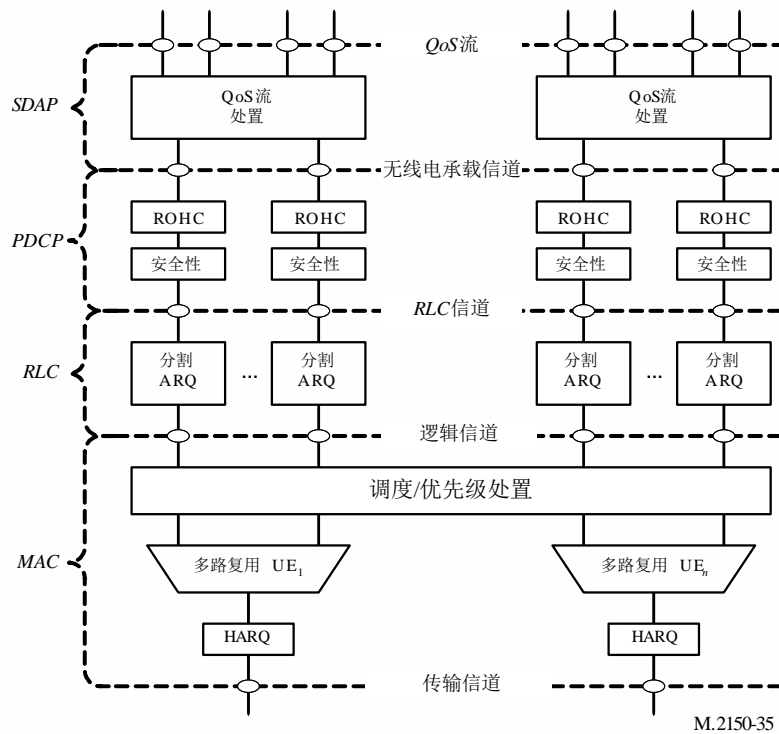 QoS流
QoS流
处置
QoS流
处置
SDAP
无线电承载信道
ROHC
ROHC
ROHC
ROHC
PDCP
安全性
安全性
安全性
安全性
RLC信道
分割
ARQ
...
分割
ARQ
分割
ARQ
...
分割
ARQ
RLC
逻辑信道
调度/优先级处置
MAC
多路复用 UE1
多路复用 UEn
HARQ
HARQ
传输信道
M.2150-35